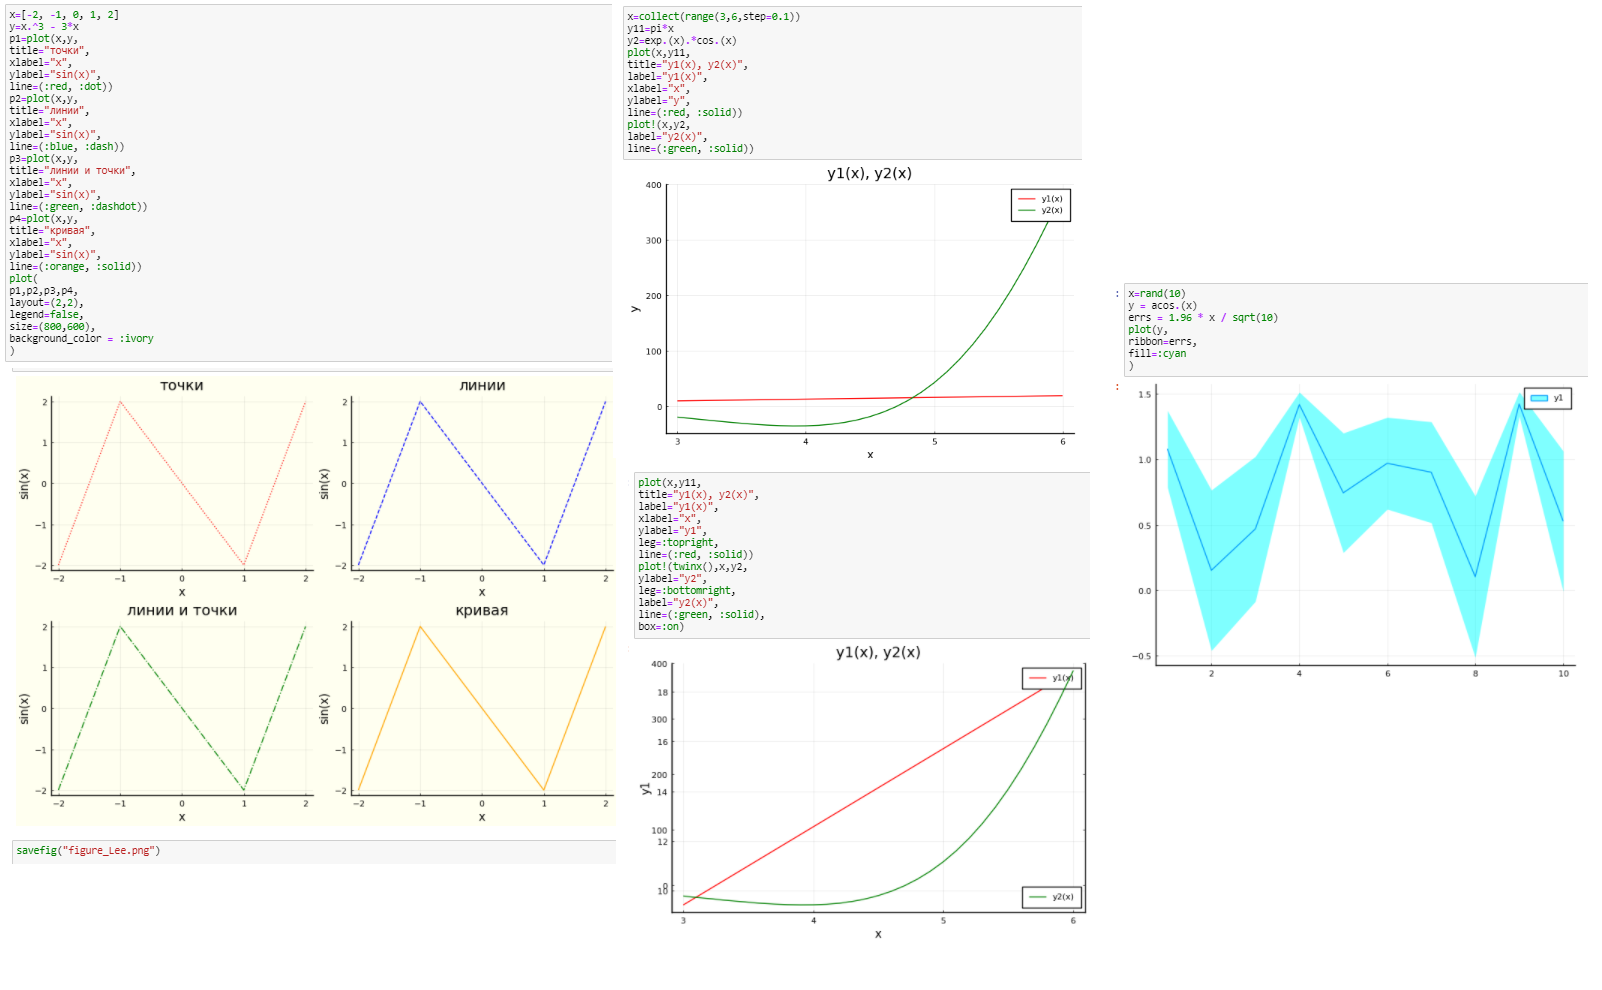 x=[-2, -1, 0, 1, 2]
y=x.^3 - 3*x
p1=plot(x,y,
title="точки",
xlabel="x",
ylabel="sin(x)",
line=(:red, :dot))
p2=plot(x,y,
title="линии",
xlabel="x",
ylabel="sin(x)",
line=(:blue, :dash))
p3=plot(x,y,
title="линии и точки",
xlabel="x",
ylabel="sin(x)",
line=(:green, :dashdot))
p4=plot(x,y,
title="кривая",
xlabel="x",
ylabel="sin(x)",
line=(:orange, :solid))
plot(
p1,p2,p3,p4,
layout=(2,2),
legend=false,
size=(800,600),
background_color = :ivory
)
точки
2
1
0
−1
−2
sin(x)
−2 −1 0 1 2
x
линии
2
1
0
−1
−2
sin(x)
−2 −1 0 1 2
x
линии и точки
2
1
0
−1
−2
sin(x)
−2 −1 0 1 2
x
кривая
2
1
0
−1
−2
sin(x)
−2 −1 0 1 2
x
savefig("figure_Lee.png")
x=collect(range(3,6,step=0.1))
y11=pi*x
y2=exp.(x).*cos.(x)
plot(x,y11,
title="y1(x), y2(x)",
label="y1(x)",
xlabel="x",
ylabel="y",
line=(:red, :solid))
plot!(x,y2,
label="y2(x)",
line=(:green, :solid))
y1(x), y2(x)
400
300
200
100
0
y
y1(x)
y2(x)
3 4 5 6
x
plot(x,y11,
title="y1(x), y2(x)",
label="y1(x)",
xlabel="x",
ylabel="y1",
leg=:topright,
line=(:red, :solid))
plot!(twinx(),x,y2,
ylabel="y2",
leg=:bottomright,
label="y2(x)",
line=(:green, :solid),
box=:on)
y1(x), y2(x)
400
18
300
16
200
14
100
12
0
10
y1
y1(x)
y2(x)
3 4 5 6
x
: x=rand(10)
y = acos.(x)
errs = 1.96 * x / sqrt(10)
plot(y,
ribbon=errs,
fill=:cyan
)
:
1.5
1.0
0.5
0.0
−0.5
y1
2 4 6 8 10